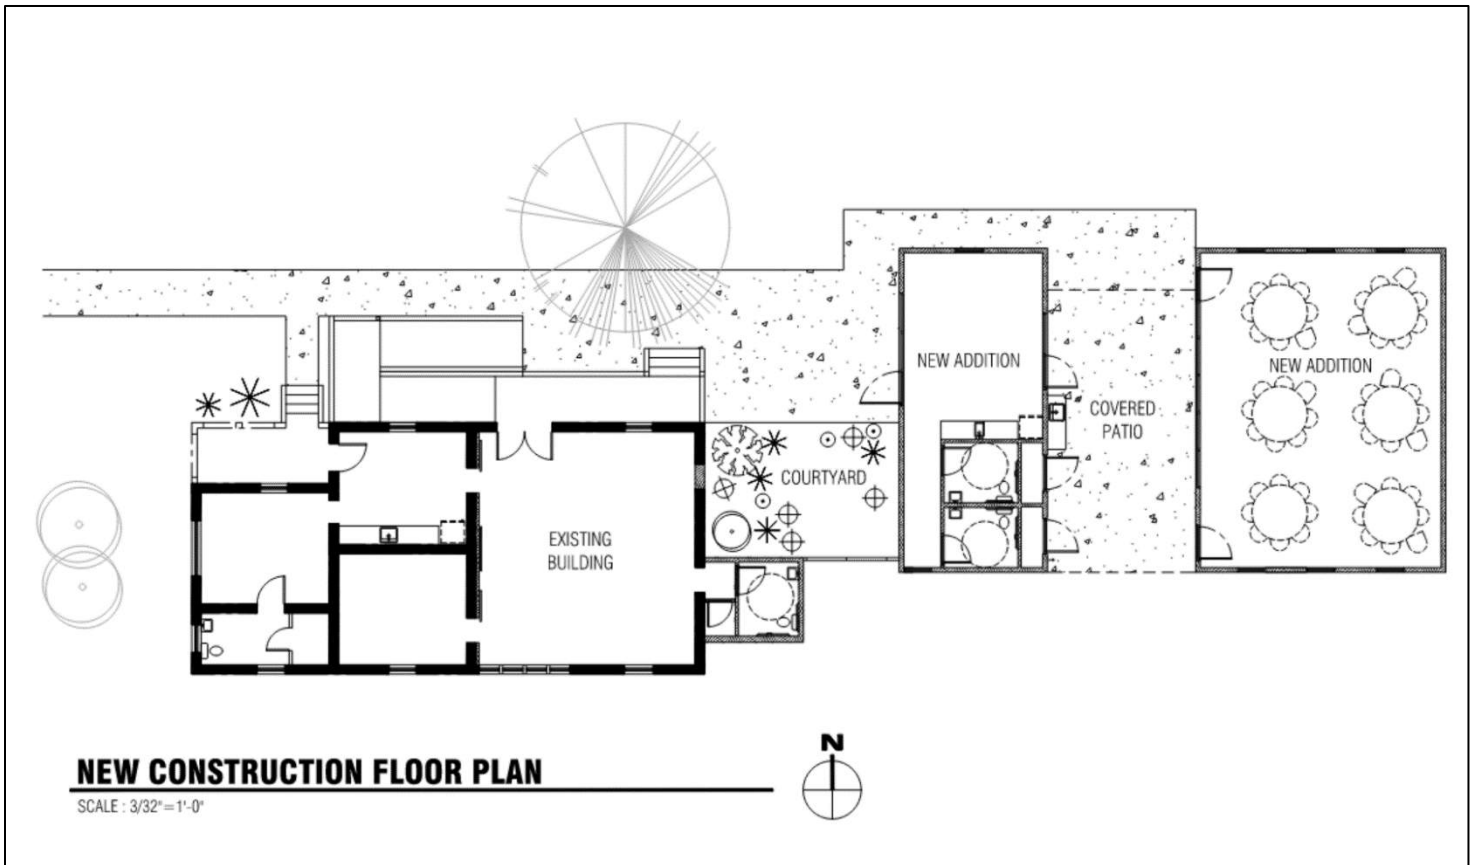 NEW ADDITION
NEW ADDITION
COVERED
PATIO
COURTYARD
EXISTING
BUILDING
N
NEW CONSTRUCTION FLOOR PLAN
SCALE : 3/32"=1'-0"